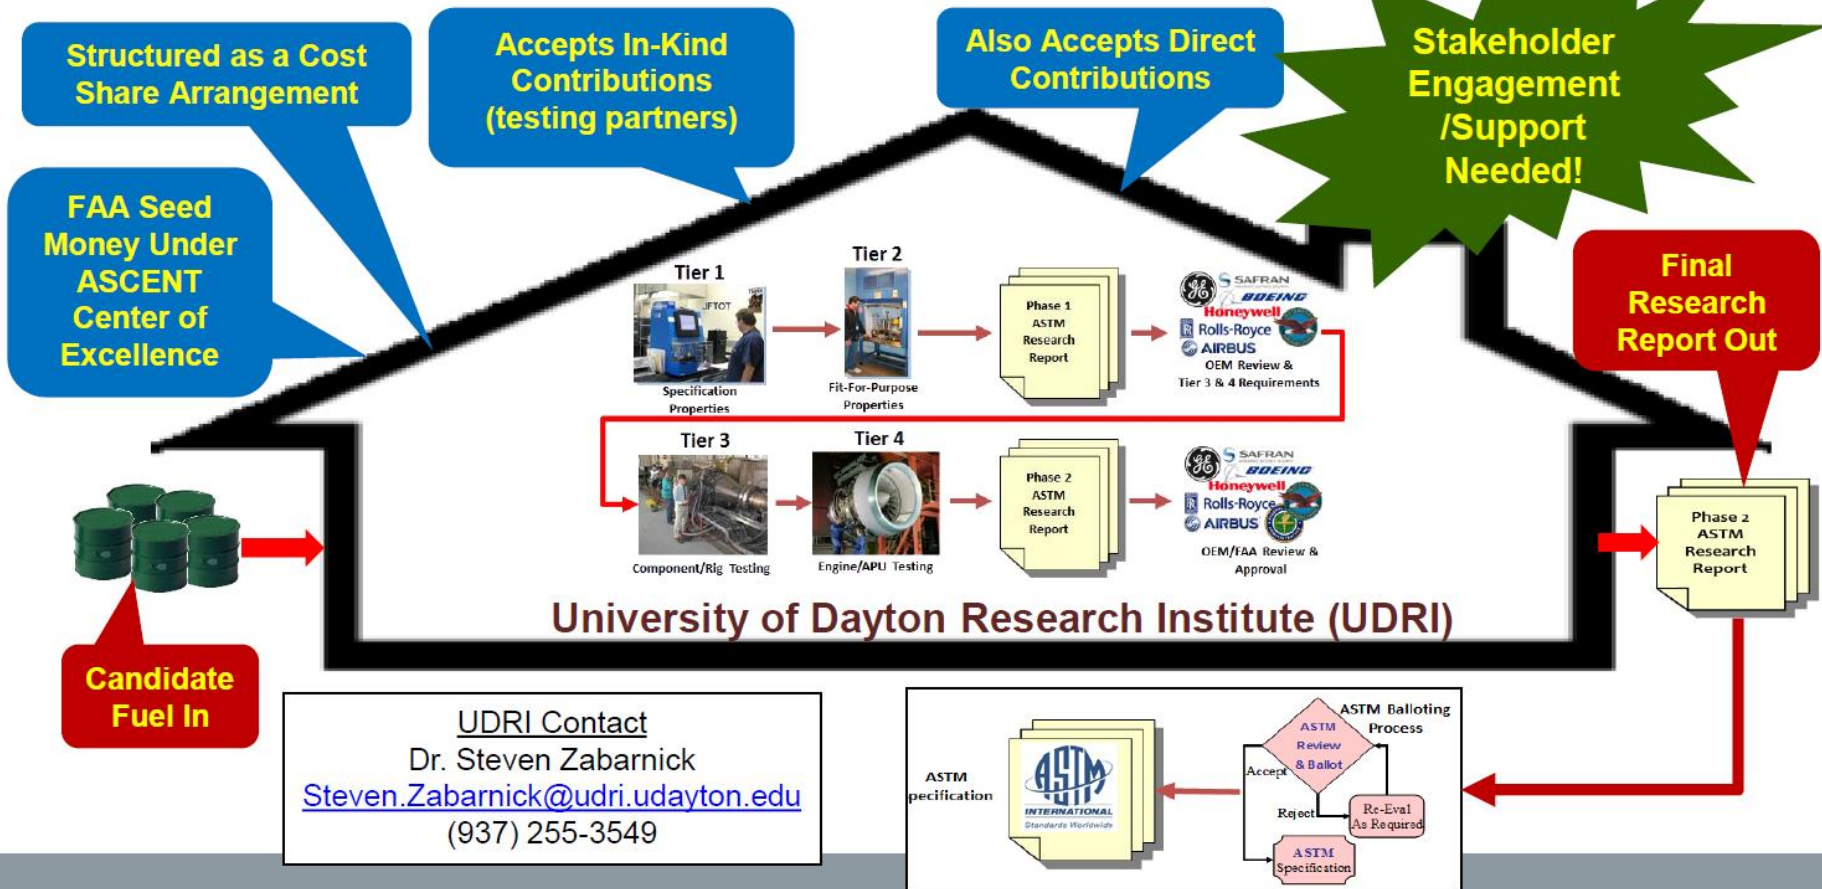 Structured as a Cost
Share Arrangement
Accepts In-Kind
Contributions
(testing partners)
Also Accepts Direct
Contributions
Stakeholder
Engagement
/Support
Needed!
FAA Seed
Money Under
ASCENT
Center of
Excellence
Final
Research
Report Out
Tier 1
JFTOT
Specification
Properties
Tier 2
Fit-For-Purpose
Properties
Phase 1
ASTM
Research
Report
GE
SAFRAN
BOEING
Honeywell
Rolls-Royce
AIRBUS
OEM Review &
Tier 3 & 4 Requirements
Tier 3
Component/Rig Testing
Tier 4
Engine/APU Testing
Phase 2
ASTM
Research
Report
GE
SAFRAN
BOEING
Honeywell
Rolls-Royce
AIRBUS
OEM/FAA Review &
Approval
Phase 2
ASTM
Research
Report
University of Dayton Research Institute (UDRI)
Candidate
Fuel In
UDRI Contact
Dr. Steven Zabarnick
Steven.Zabarnick@udri.udayton.edu
(937) 255-3549
ASTM
pecification
ASTM
INTERNATIONAL
Standards Worldwide
ASTM Balloting
Process
ASTM
Review
& Ballot
Accept
Reject
Re-Eval
As Required
ASTM
Specification